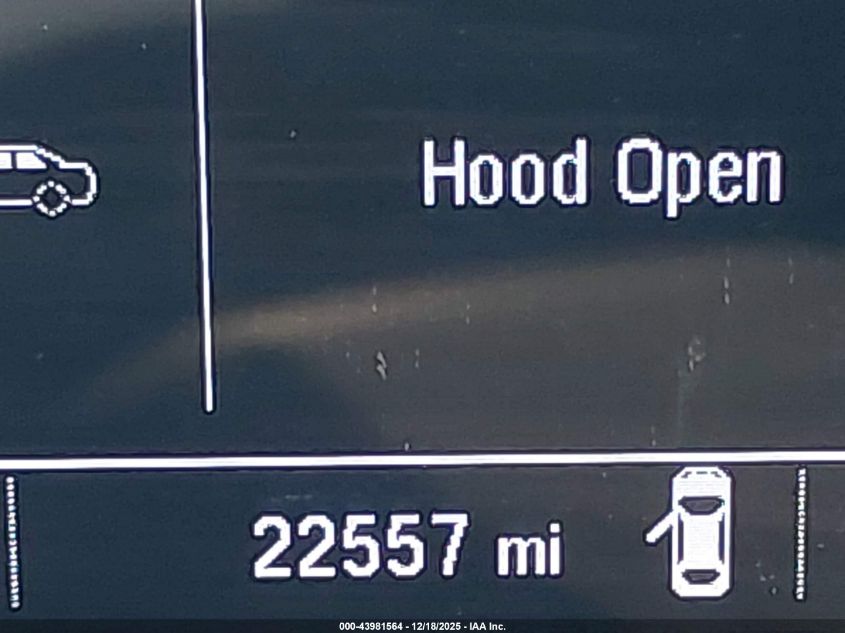 Hood Open
22557 mi
000-43981564 - 12/18/2025 - IAA Inc.